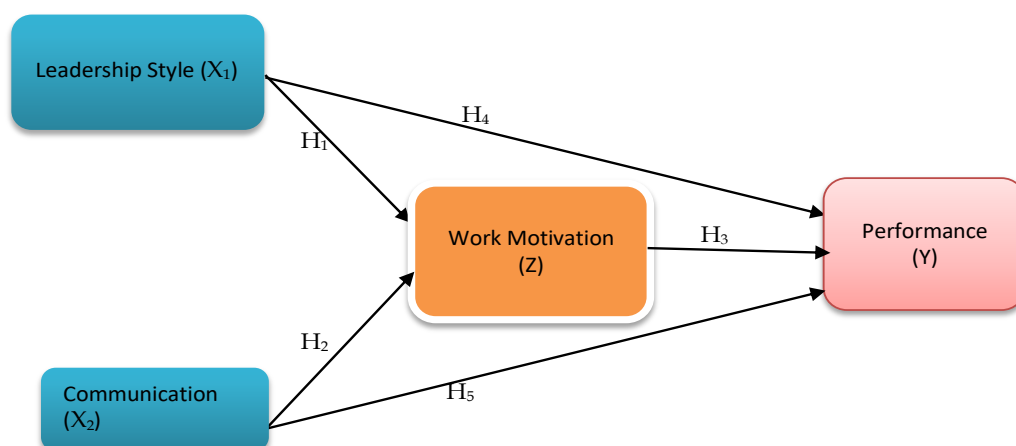 Leadership Style (X₁)
H₄
H₁
Work Motivation
(Z)
H₃
Performance
(Y)
H₂
Communication
(X₂)
H₅